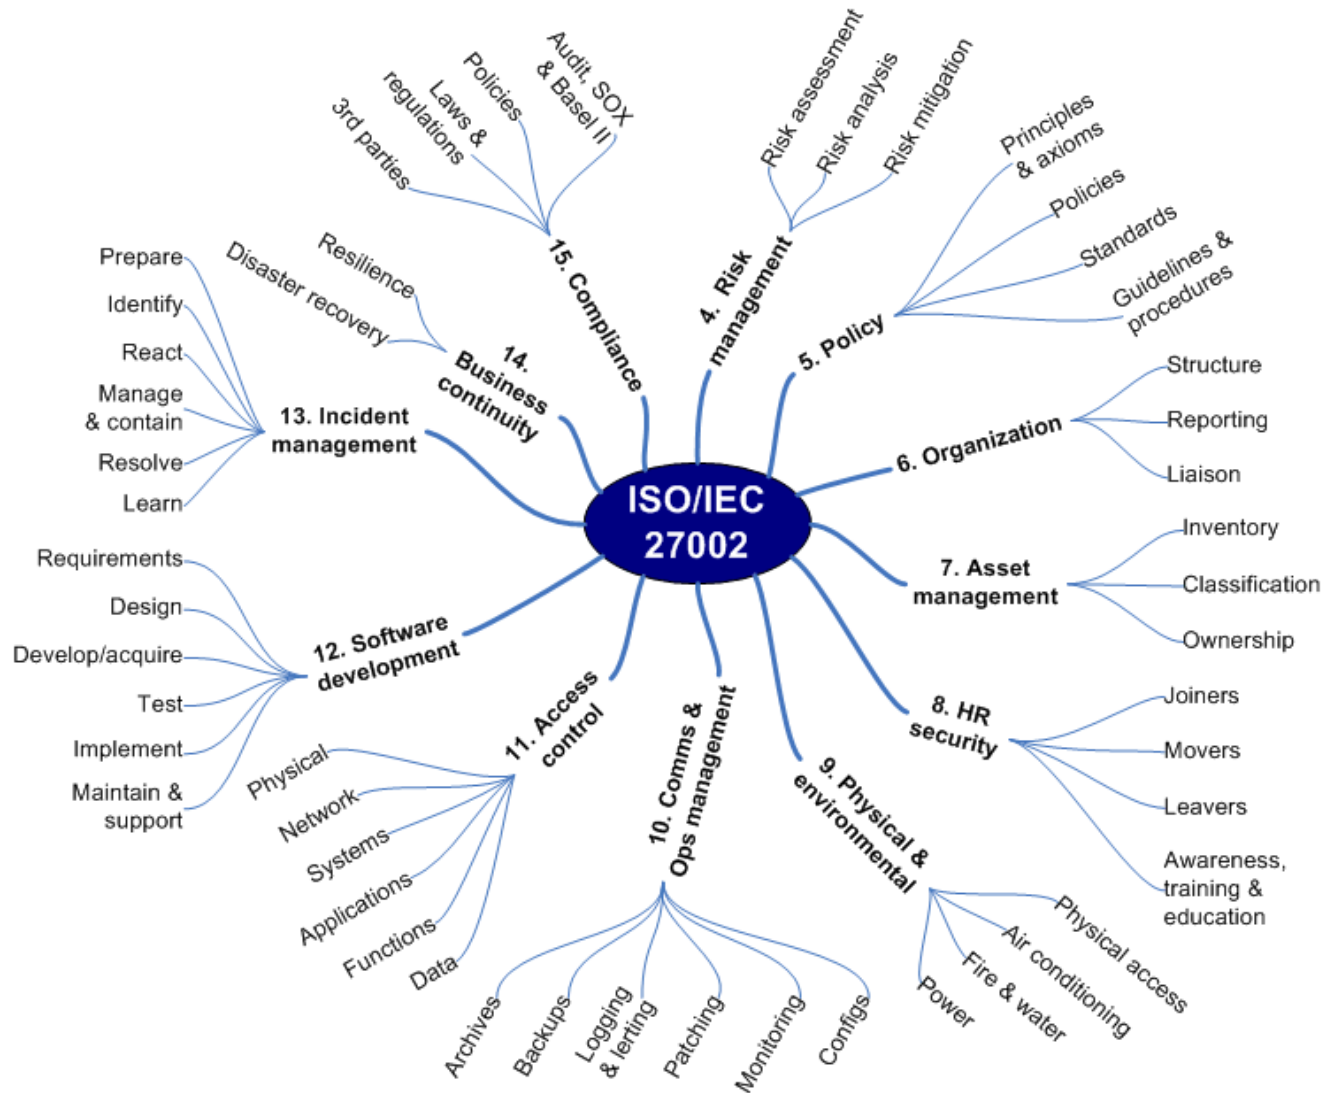 ISO/IEC
27002
4. Risk
management
Risk assessment
Risk analysis
Risk mitigation
5. Policy
Principles
& axioms
Policies
Standards
Guidelines &
procedures
6. Organization
Structure
Reporting
Liaison
7. Asset
management
Inventory
Classification
Ownership
8. HR
security
Joiners
Movers
Leavers
Awareness,
training &
education
9. Physical &
environmental
Physical access
Air conditioning
Fire & water
Power
10. Comms &
Ops management
Configs
Monitoring
Patching
Logging
& lerting
Backups
Archives
11. Access
control
Physical
Network
Systems
Applications
Functions
Data
12. Software
development
Requirements
Design
Develop/acquire
Test
Implement
Maintain &
support
13. Incident
management
Prepare
Identify
React
Manage
& contain
Resolve
Learn
14.
Business
continuity
Resilience
Disaster recovery
15. Compliance
3rd parties
Laws &
regulations
Policies
Audit, SOX
& Basel II